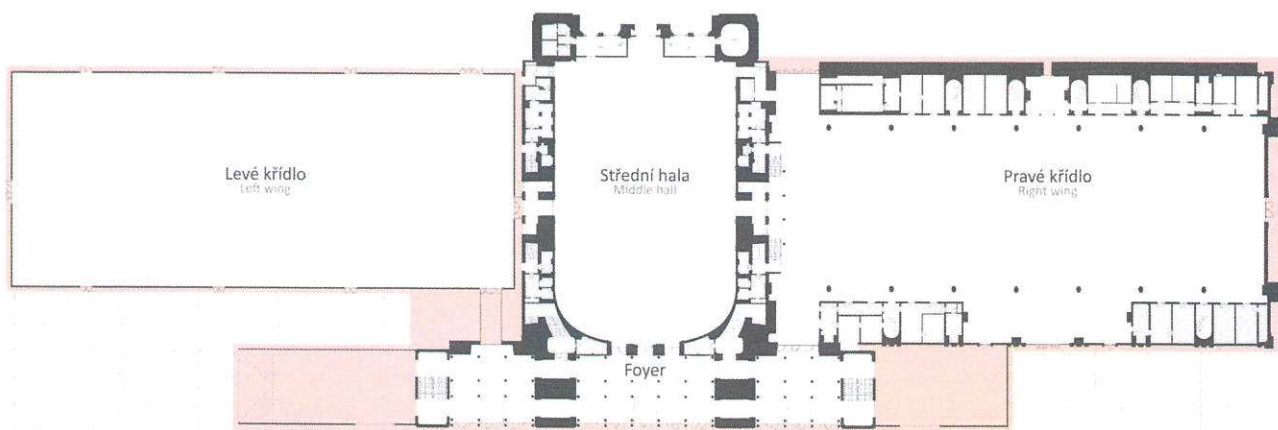 Levé křídlo
Left wing
Střední hala
Middle hall
Pravé křídlo
Right wing
Foyer